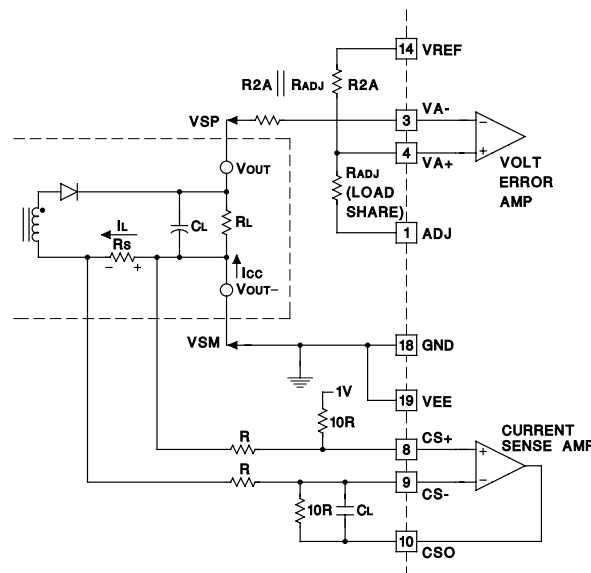 14 VREF
R2A || RADJ
R2A
VSP
3 VA-
VOUT
4 VA+
VOLT
ERROR
AMP
RADJ
(LOAD
SHARE)
IL
RS
CL
RL
1 ADJ
ICC
VOUT–
VSM
18 GND
1V
19 VEE
10R
CURRENT
SENSE AMP
R
8 CS+
R
9 CS-
10R
CL
10 CSO
− +
− +
+ −